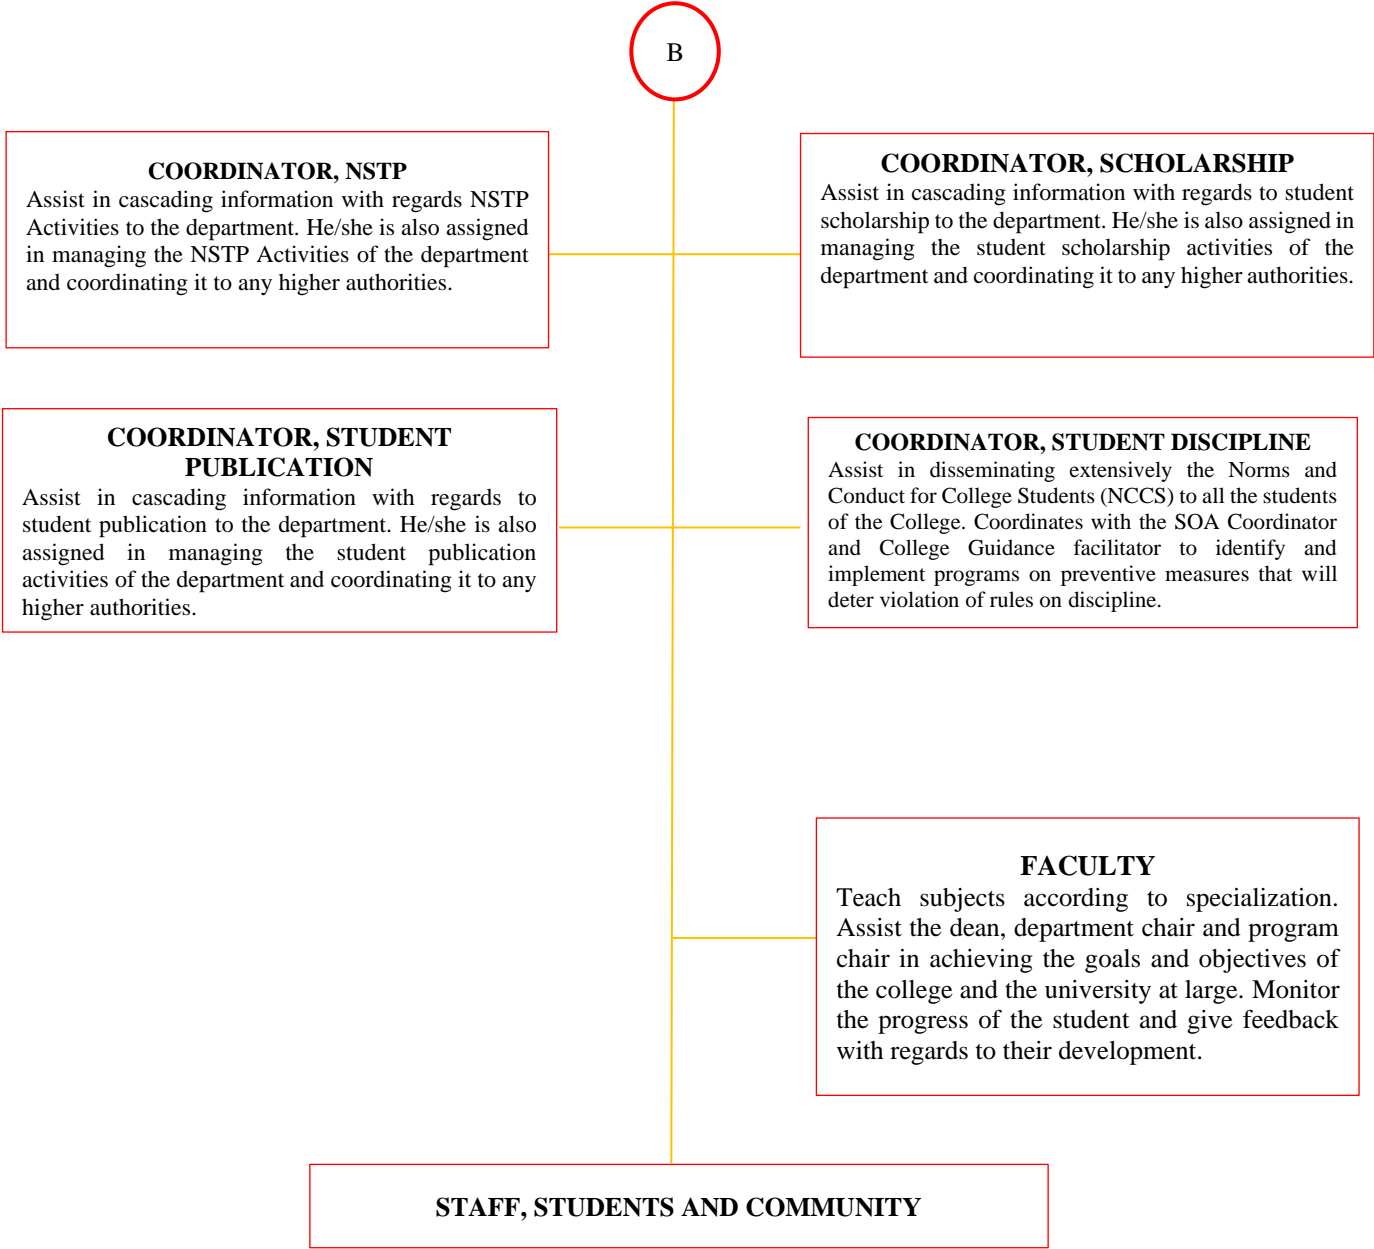 B
COORDINATOR, NSTP
Assist in cascading information with regards NSTP
Activities to the department. He/she is also assigned
in managing the NSTP Activities of the department
and coordinating it to any higher authorities.
COORDINATOR, SCHOLARSHIP
Assist in cascading information with regards to student
scholarship to the department. He/she is also assigned in
managing the student scholarship activities of the
department and coordinating it to any higher authorities.
COORDINATOR, STUDENT
PUBLICATION
Assist in cascading information with regards to
student publication to the department. He/she is also
assigned in managing the student publication
activities of the department and coordinating it to any
higher authorities.
COORDINATOR, STUDENT DISCIPLINE
Assist in disseminating extensively the Norms and
Conduct for College Students (NCCS) to all the students
of the College. Coordinates with the SOA Coordinator
and College Guidance facilitator to identify and
implement programs on preventive measures that will
deter violation of rules on discipline.
FACULTY
Teach subjects according to specialization.
Assist the dean, department chair and program
chair in achieving the goals and objectives of
the college and the university at large. Monitor
the progress of the student and give feedback
with regards to their development.
STAFF, STUDENTS AND COMMUNITY